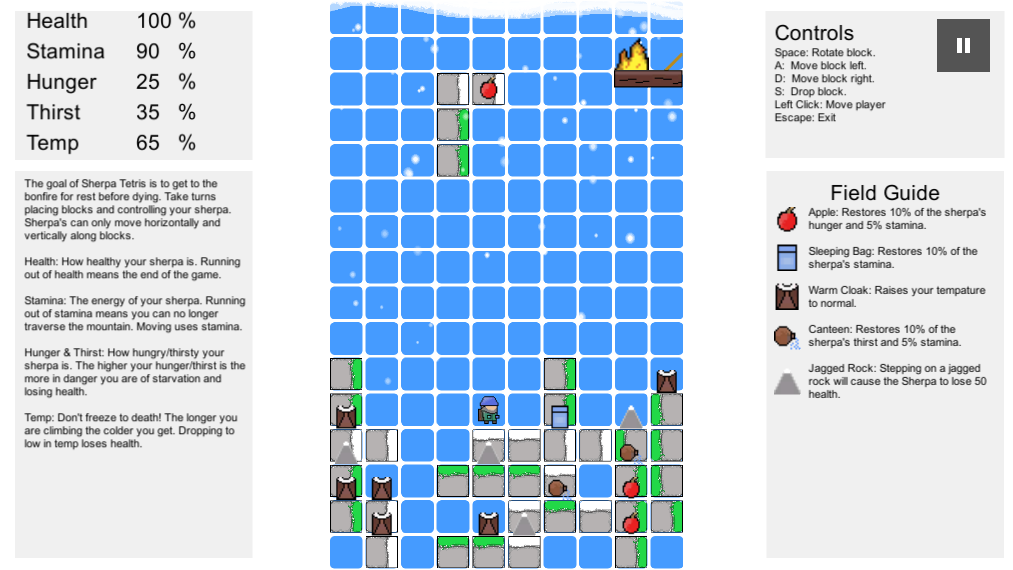 Health 100 %
Stamina 90 %
Hunger 25 %
Thirst 35 %
Temp 65 %
The goal of Sherpa Tetris is to get to the
bonfire for rest before dying. Take turns
placing blocks and controlling your sherpa.
Sherpa's can only move horizontally and
vertically along blocks.
Health: How healthy your sherpa is. Running
out of health means the end of the game.
Stamina: The energy of your sherpa. Running
out of stamina means you can no longer
traverse the mountain. Moving uses stamina.
Hunger & Thirst: How hungry/thirsty your
sherpa is. The higher your hunger/thirst is the
more in danger you are of starvation and
losing health.
Temp: Don't freeze to death! The longer you
are climbing the colder you get. Dropping to
low in temp loses health.
Controls
Space: Rotate block.
A: Move block left.
D: Move block right.
S: Drop block.
Left Click: Move player
Escape: Exit
Field Guide
Apple: Restores 10% of the sherpa's
hunger and 5% stamina.
Sleeping Bag: Restores 10% of the
sherpa's stamina.
Warm Cloak: Raises your tempature
to normal.
Canteen: Restores 10% of the
sherpa's thirst and 5% stamina.
Jagged Rock: Stepping on a jagged
rock will cause the Sherpa to lose 50
health.